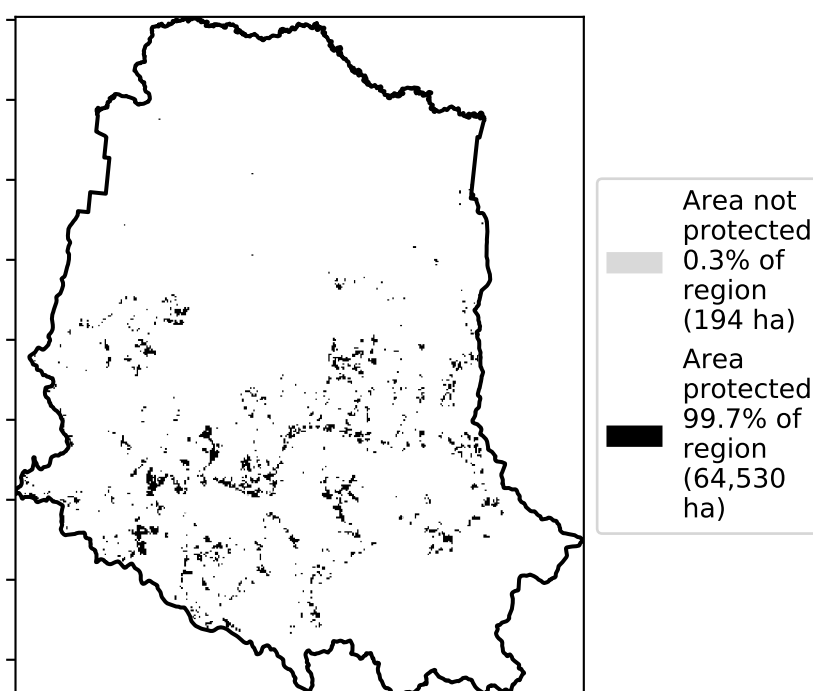 Area not
protected
0.3% of
region
(194 ha)
Area
protected
99.7% of
region
(64,530
ha)